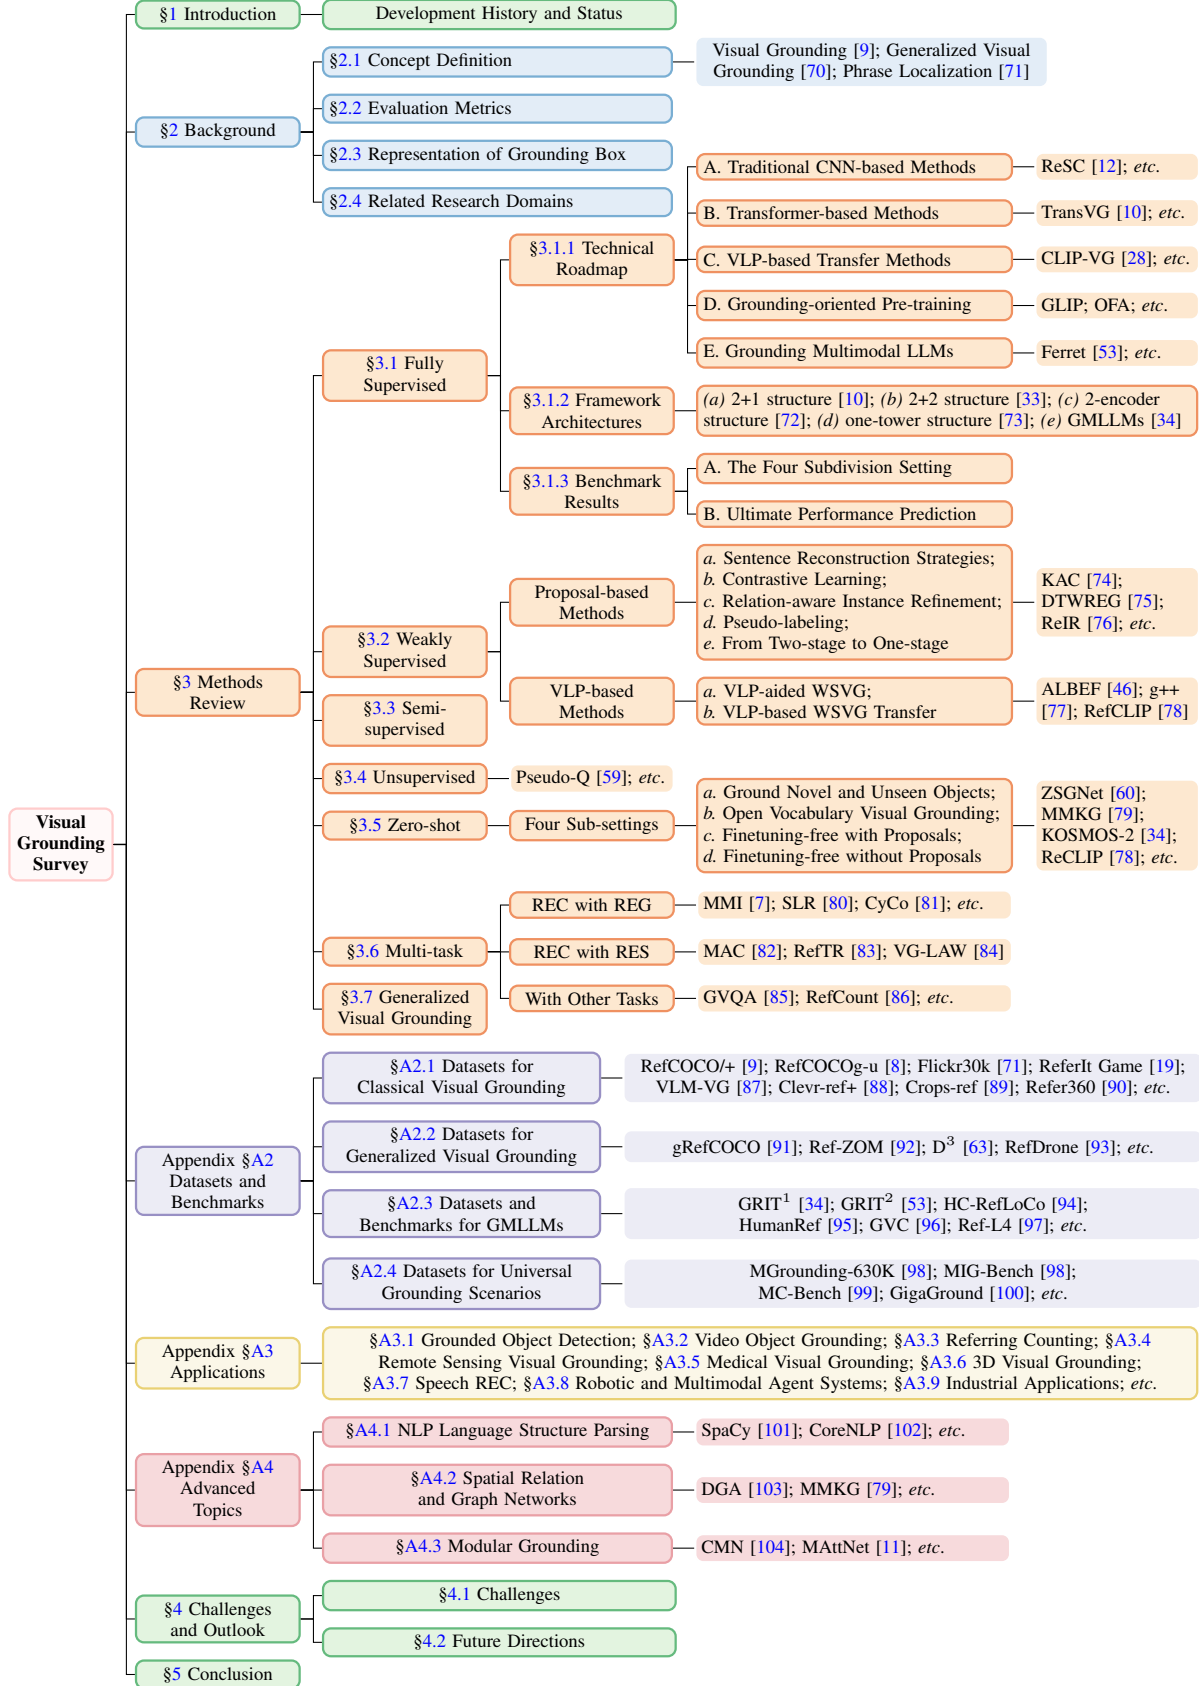 §1 Introduction
Development History and Status
§2 Background
§2.1 Concept Definition
Visual Grounding [9]; Generalized Visual
Grounding [70]; Phrase Localization [71]
§2.2 Evaluation Metrics
§2.3 Representation of Grounding Box
§2.4 Related Research Domains
Visual
Grounding
Survey
§3 Methods
Review
§3.1 Fully
Supervised
§3.1.1 Technical
Roadmap
A. Traditional CNN-based Methods
ReSC [12]; etc.
B. Transformer-based Methods
TransVG [10]; etc.
C. VLP-based Transfer Methods
CLIP-VG [28]; etc.
D. Grounding-oriented Pre-training
GLIP; OFA; etc.
E. Grounding Multimodal LLMs
Ferret [53]; etc.
§3.1.2 Framework
Architectures
(a) 2+1 structure [10]; (b) 2+2 structure [33]; (c) 2-encoder
structure [72]; (d) one-tower structure [73]; (e) GMLLMs [34]
§3.1.3 Benchmark
Results
A. The Four Subdivision Setting
B. Ultimate Performance Prediction
§3.2 Weakly
Supervised
Proposal-based
Methods
a. Sentence Reconstruction Strategies;
b. Contrastive Learning;
c. Relation-aware Instance Refinement;
d. Pseudo-labeling;
e. From Two-stage to One-stage
KAC [74];
DTWREG [75];
ReIR [76]; etc.
VLP-based
Methods
a. VLP-aided WSVG;
b. VLP-based WSVG Transfer
ALBEF [46]; g++
[77]; RefCLIP [78]
§3.3 Semi-
supervised
§3.4 Unsupervised
Pseudo-Q [59]; etc.
§3.5 Zero-shot
Four Sub-settings
a. Ground Novel and Unseen Objects;
b. Open Vocabulary Visual Grounding;
c. Finetuning-free with Proposals;
d. Finetuning-free without Proposals
ZSGNet [60];
MMKG [79];
KOSMOS-2 [34];
ReCLIP [78]; etc.
§3.6 Multi-task
REC with REG
MMI [7]; SLR [80]; CyCo [81]; etc.
REC with RES
MAC [82]; RefTR [83]; VG-LAW [84]
With Other Tasks
GVQA [85]; RefCount [86]; etc.
§3.7 Generalized
Visual Grounding
Appendix §A2
Datasets and
Benchmarks
§A2.1 Datasets for
Classical Visual Grounding
RefCOCO/+ [9]; RefCOCOg-u [8]; Flickr30k [71]; ReferIt Game [19];
VLM-VG [87]; Clevr-ref+ [88]; Crops-ref [89]; Refer360 [90]; etc.
§A2.2 Datasets for
Generalized Visual Grounding
gRefCOCO [91]; Ref-ZOM [92]; D³ [63]; RefDrone [93]; etc.
§A2.3 Datasets and
Benchmarks for GMLLMs
GRIT¹ [34]; GRIT² [53]; HC-RefLoCo [94];
HumanRef [95]; GVC [96]; Ref-L4 [97]; etc.
§A2.4 Datasets for Universal
Grounding Scenarios
MGrounding-630K [98]; MIG-Bench [98];
MC-Bench [99]; GigaGround [100]; etc.
Appendix §A3
Applications
§A3.1 Grounded Object Detection; §A3.2 Video Object Grounding; §A3.3 Referring Counting; §A3.4
Remote Sensing Visual Grounding; §A3.5 Medical Visual Grounding; §A3.6 3D Visual Grounding;
§A3.7 Speech REC; §A3.8 Robotic and Multimodal Agent Systems; §A3.9 Industrial Applications; etc.
Appendix §A4
Advanced
Topics
§A4.1 NLP Language Structure Parsing
SpaCy [101]; CoreNLP [102]; etc.
§A4.2 Spatial Relation
and Graph Networks
DGA [103]; MMKG [79]; etc.
§A4.3 Modular Grounding
CMN [104]; MAttNet [11]; etc.
§4 Challenges
and Outlook
§4.1 Challenges
§4.2 Future Directions
§5 Conclusion